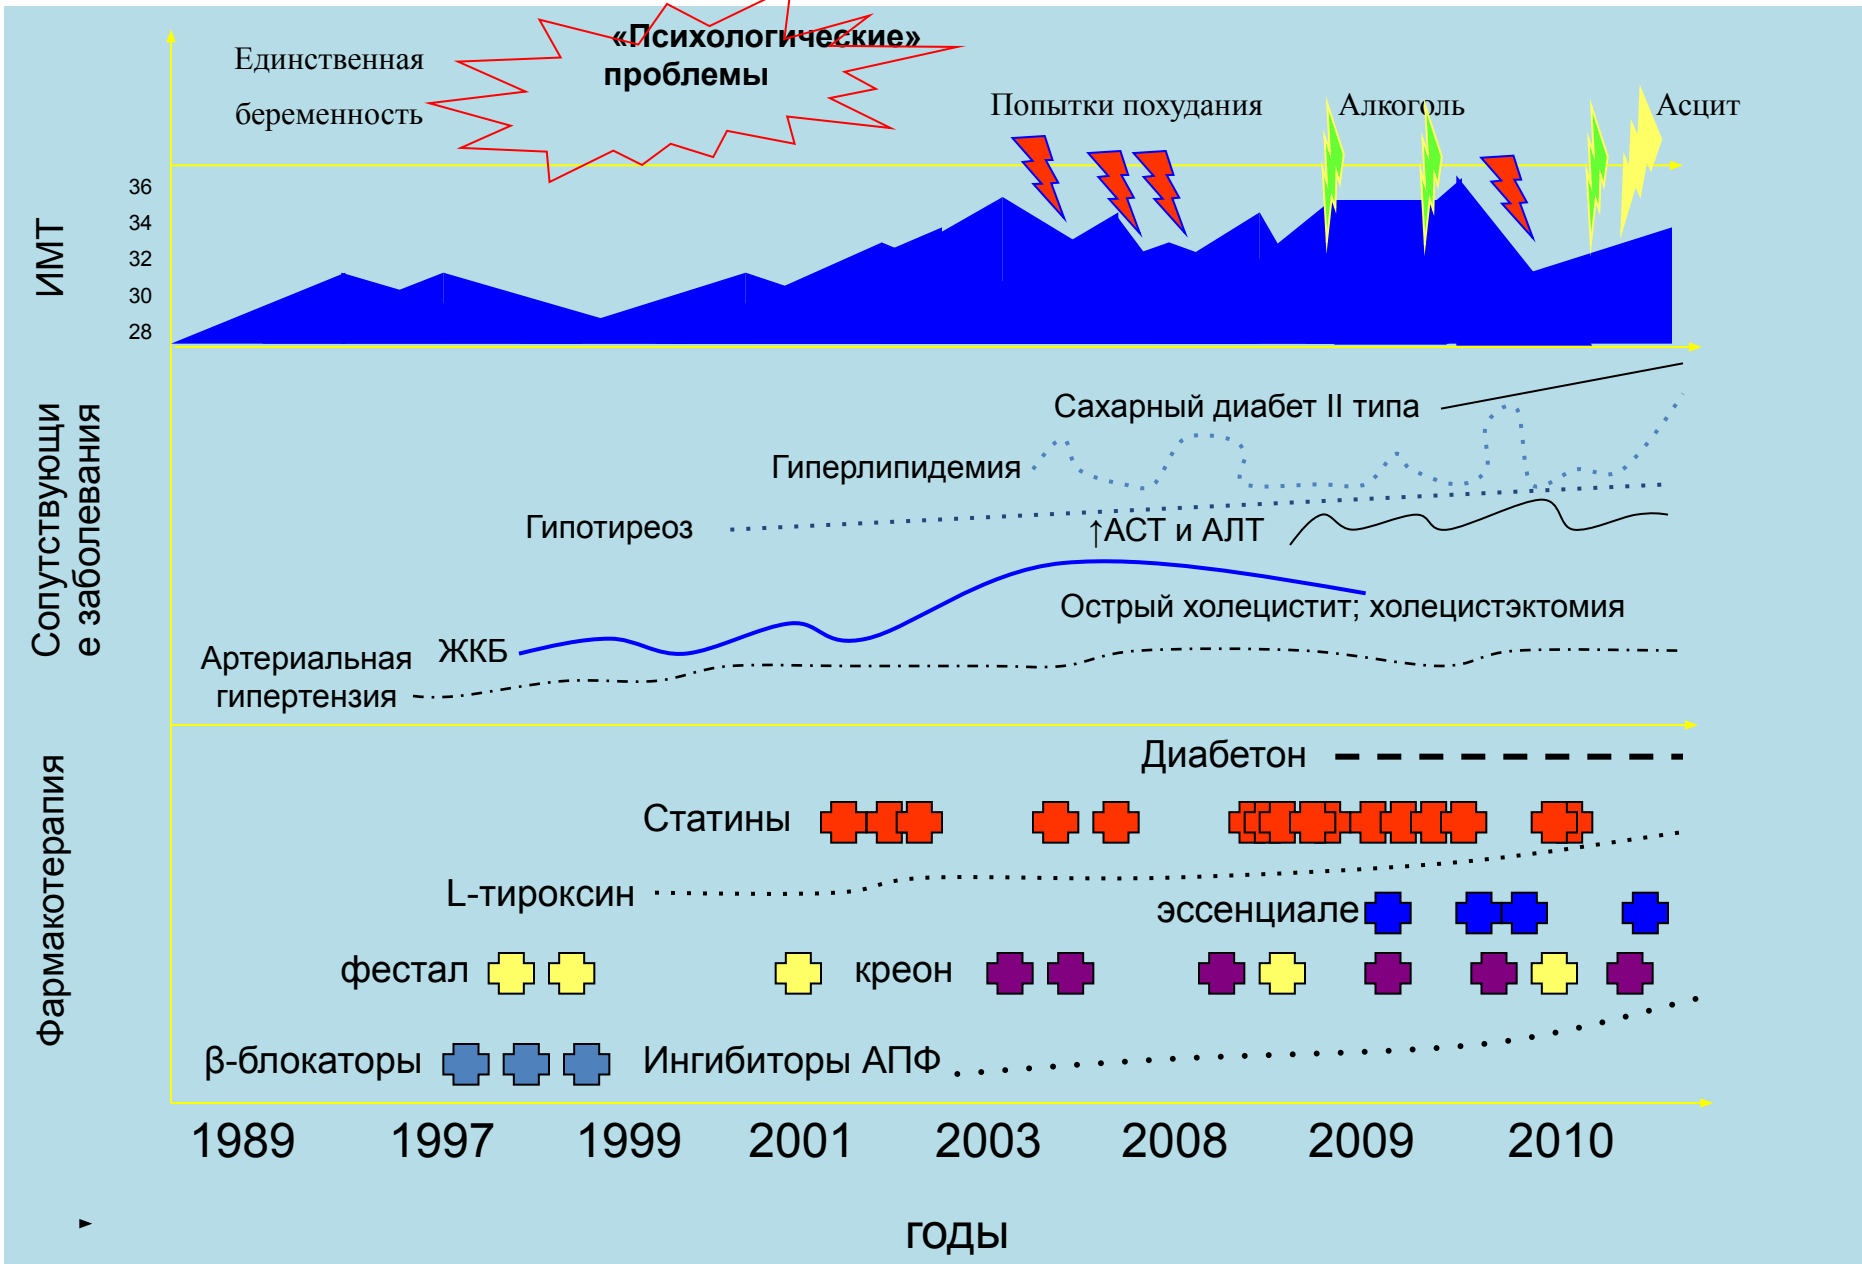 «Психологические»
проблемы
Единственная
беременность
Попытки похудания
Алкоголь
Асцит
ИМТ
36
34
32
30
28
Сопутствующи
е заболевания
Сахарный диабет II типа
Гиперлипидемия
Гипотиреоз
↑АСТ и АЛТ
Острый холецистит; холецистэктомия
ЖКБ
Артериальная
гипертензия
Фармакотерапия
Диабетон
Статины
L-тироксин
эссенциале
фестал
креон
β-блокаторы
Ингибиторы АПФ
1989 1997 1999 2001 2003 2008 2009 2010
годы